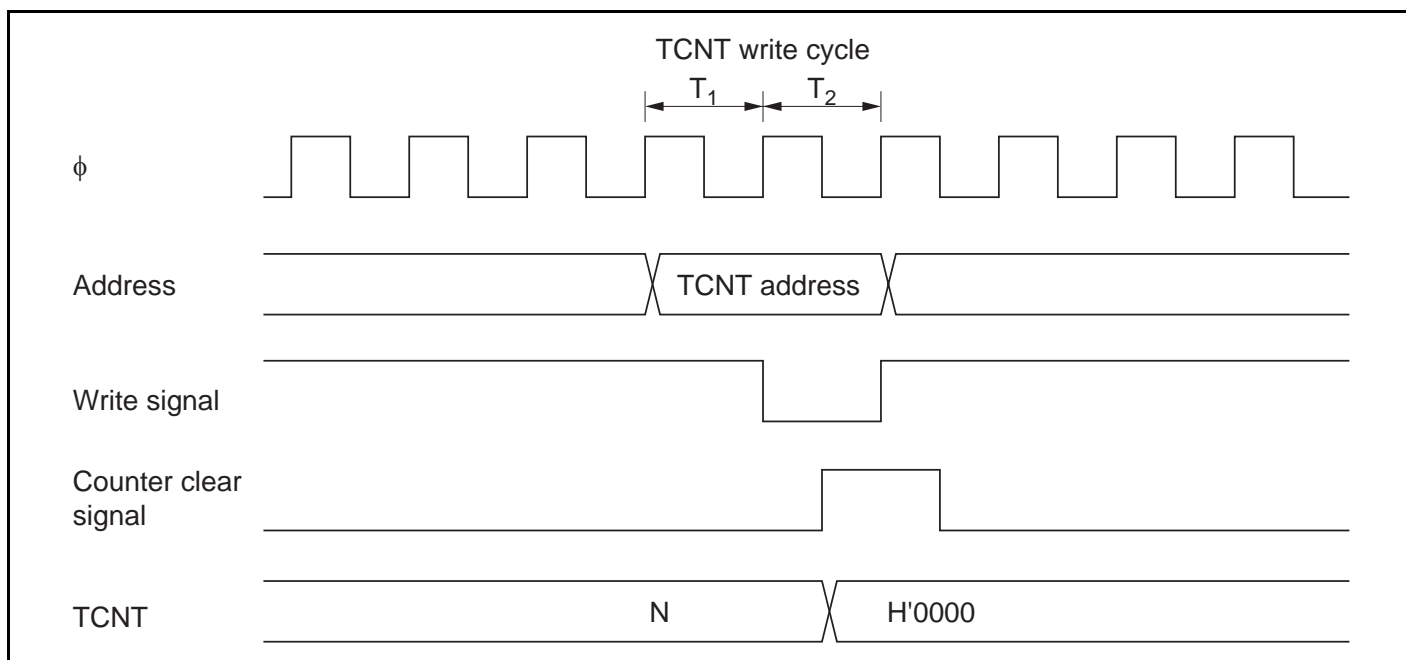 TCNT write cycle
T1 T2
ϕ
Address
TCNT address
Write signal
Counter clear
signal
TCNT
N
H'0000